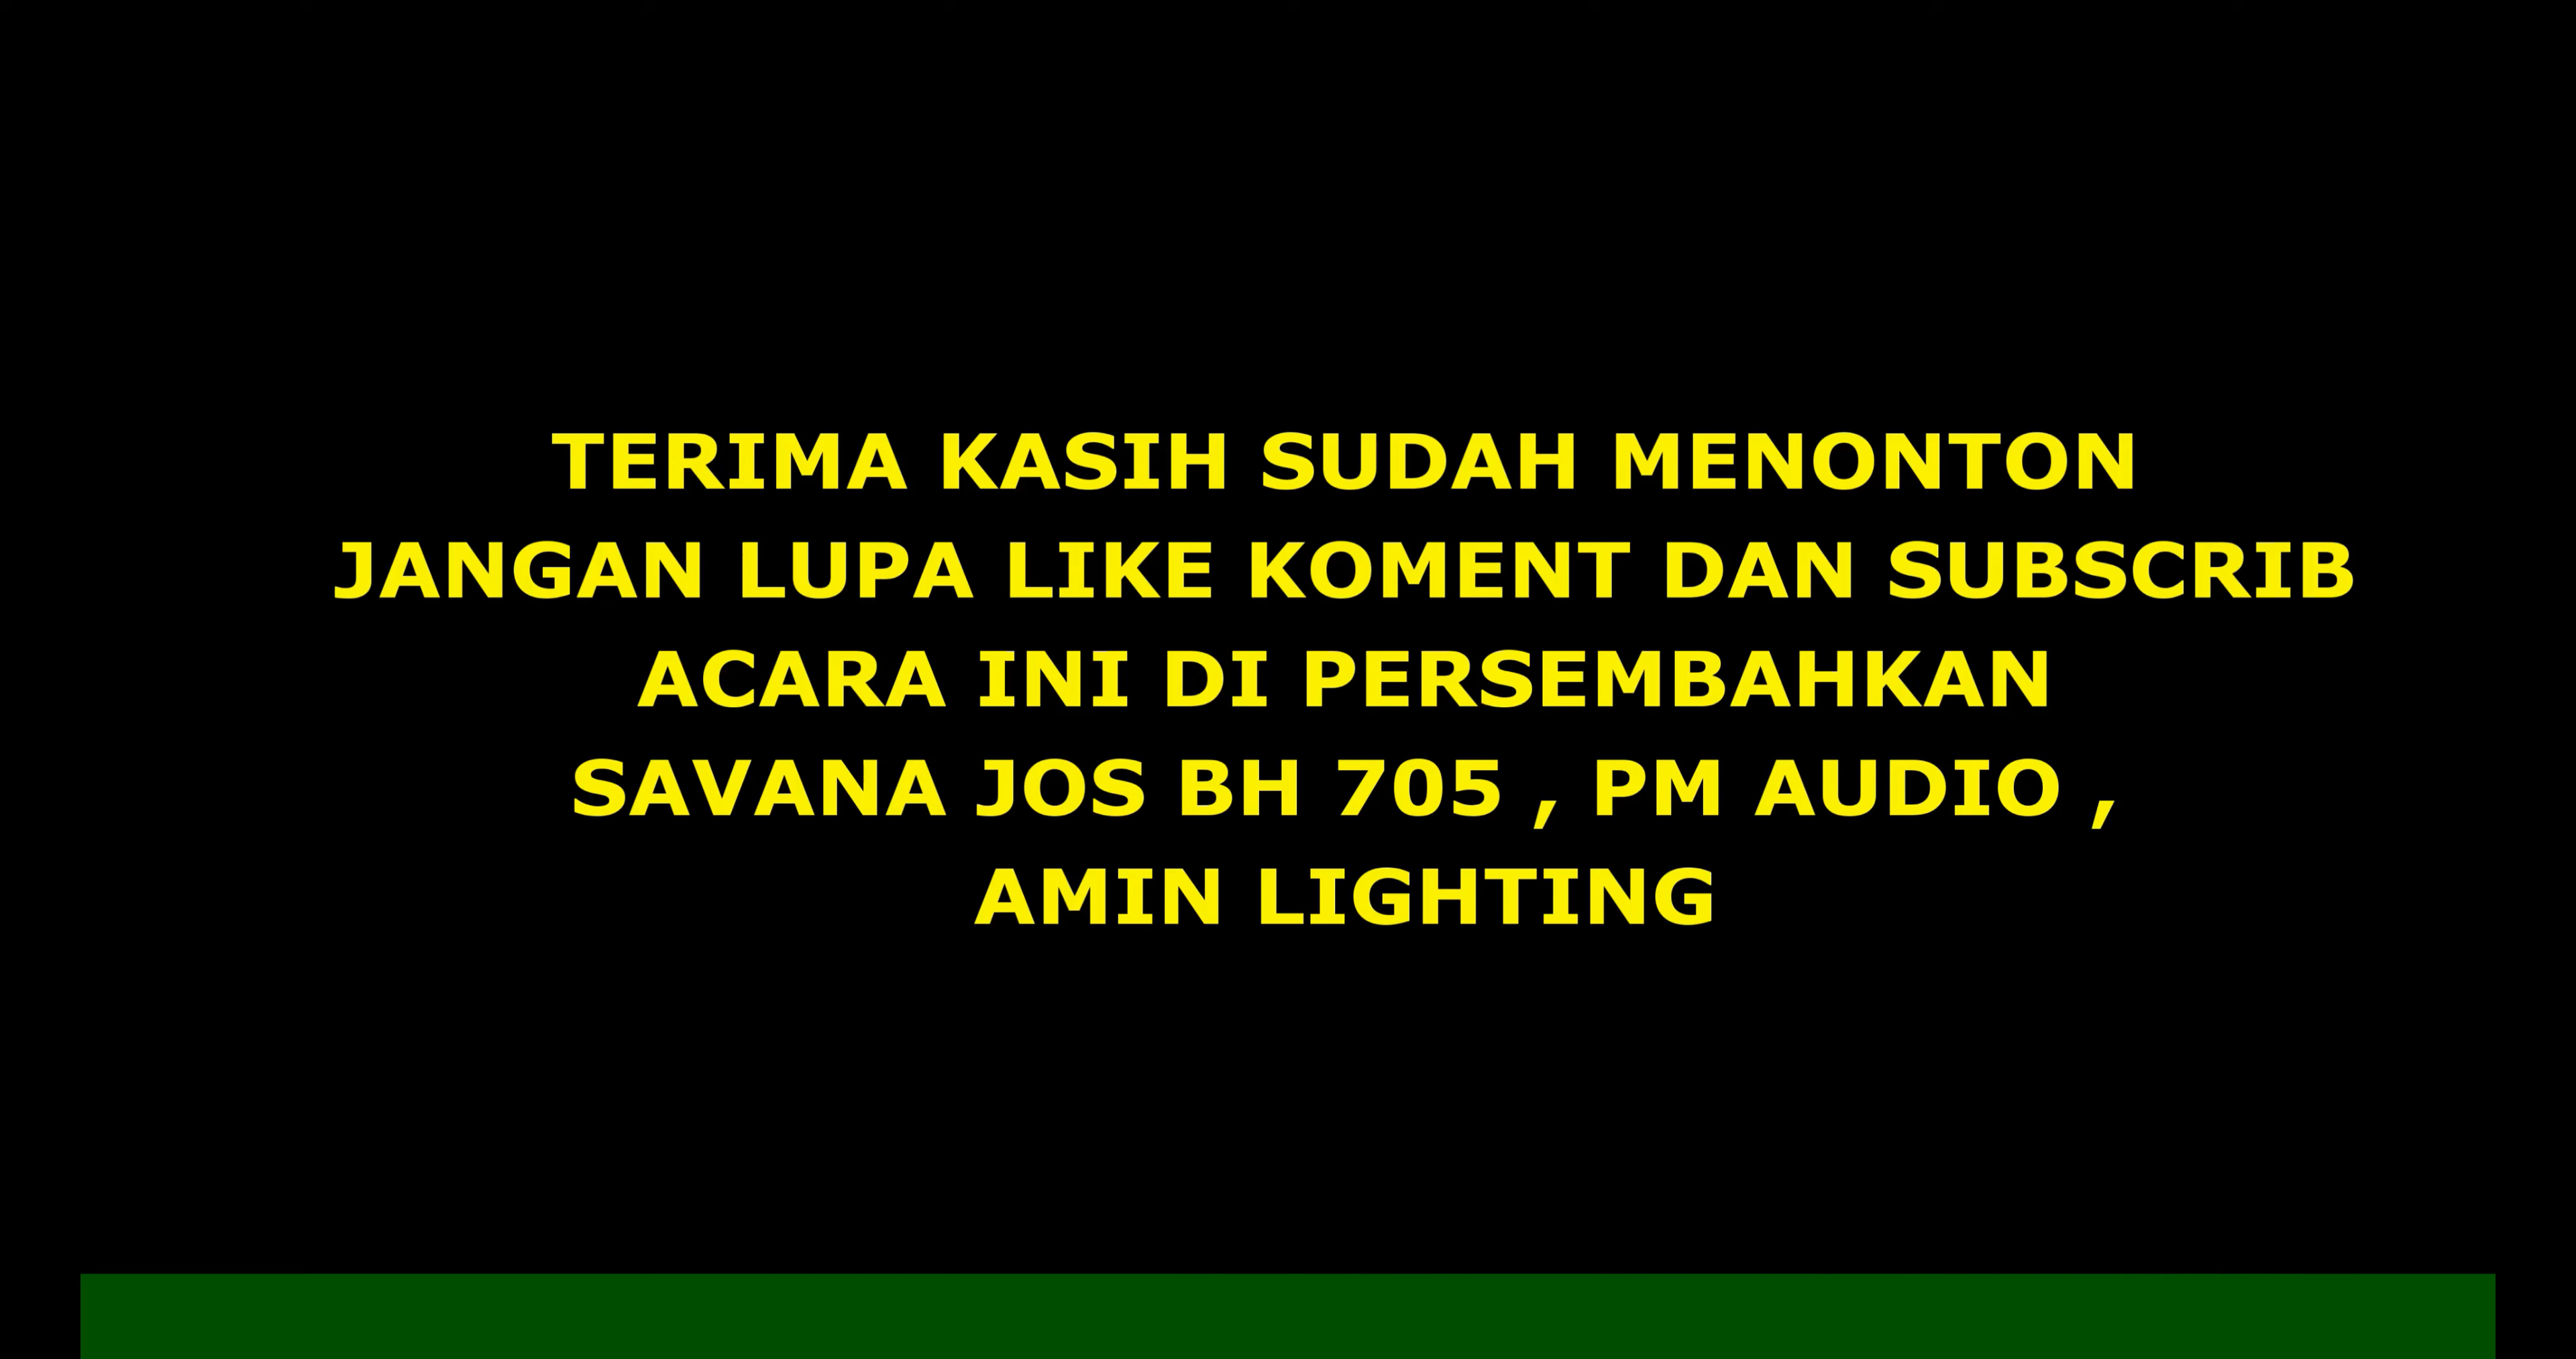 TERIMA KASIH SUDAH MENONTON
JANGAN LUPA LIKE KOMENT DAN SUBSCRIB
ACARA INI DI PERSEMBAHKAN
SAVANA JOS BH 705 , PM AUDIO ,
AMIN LIGHTING